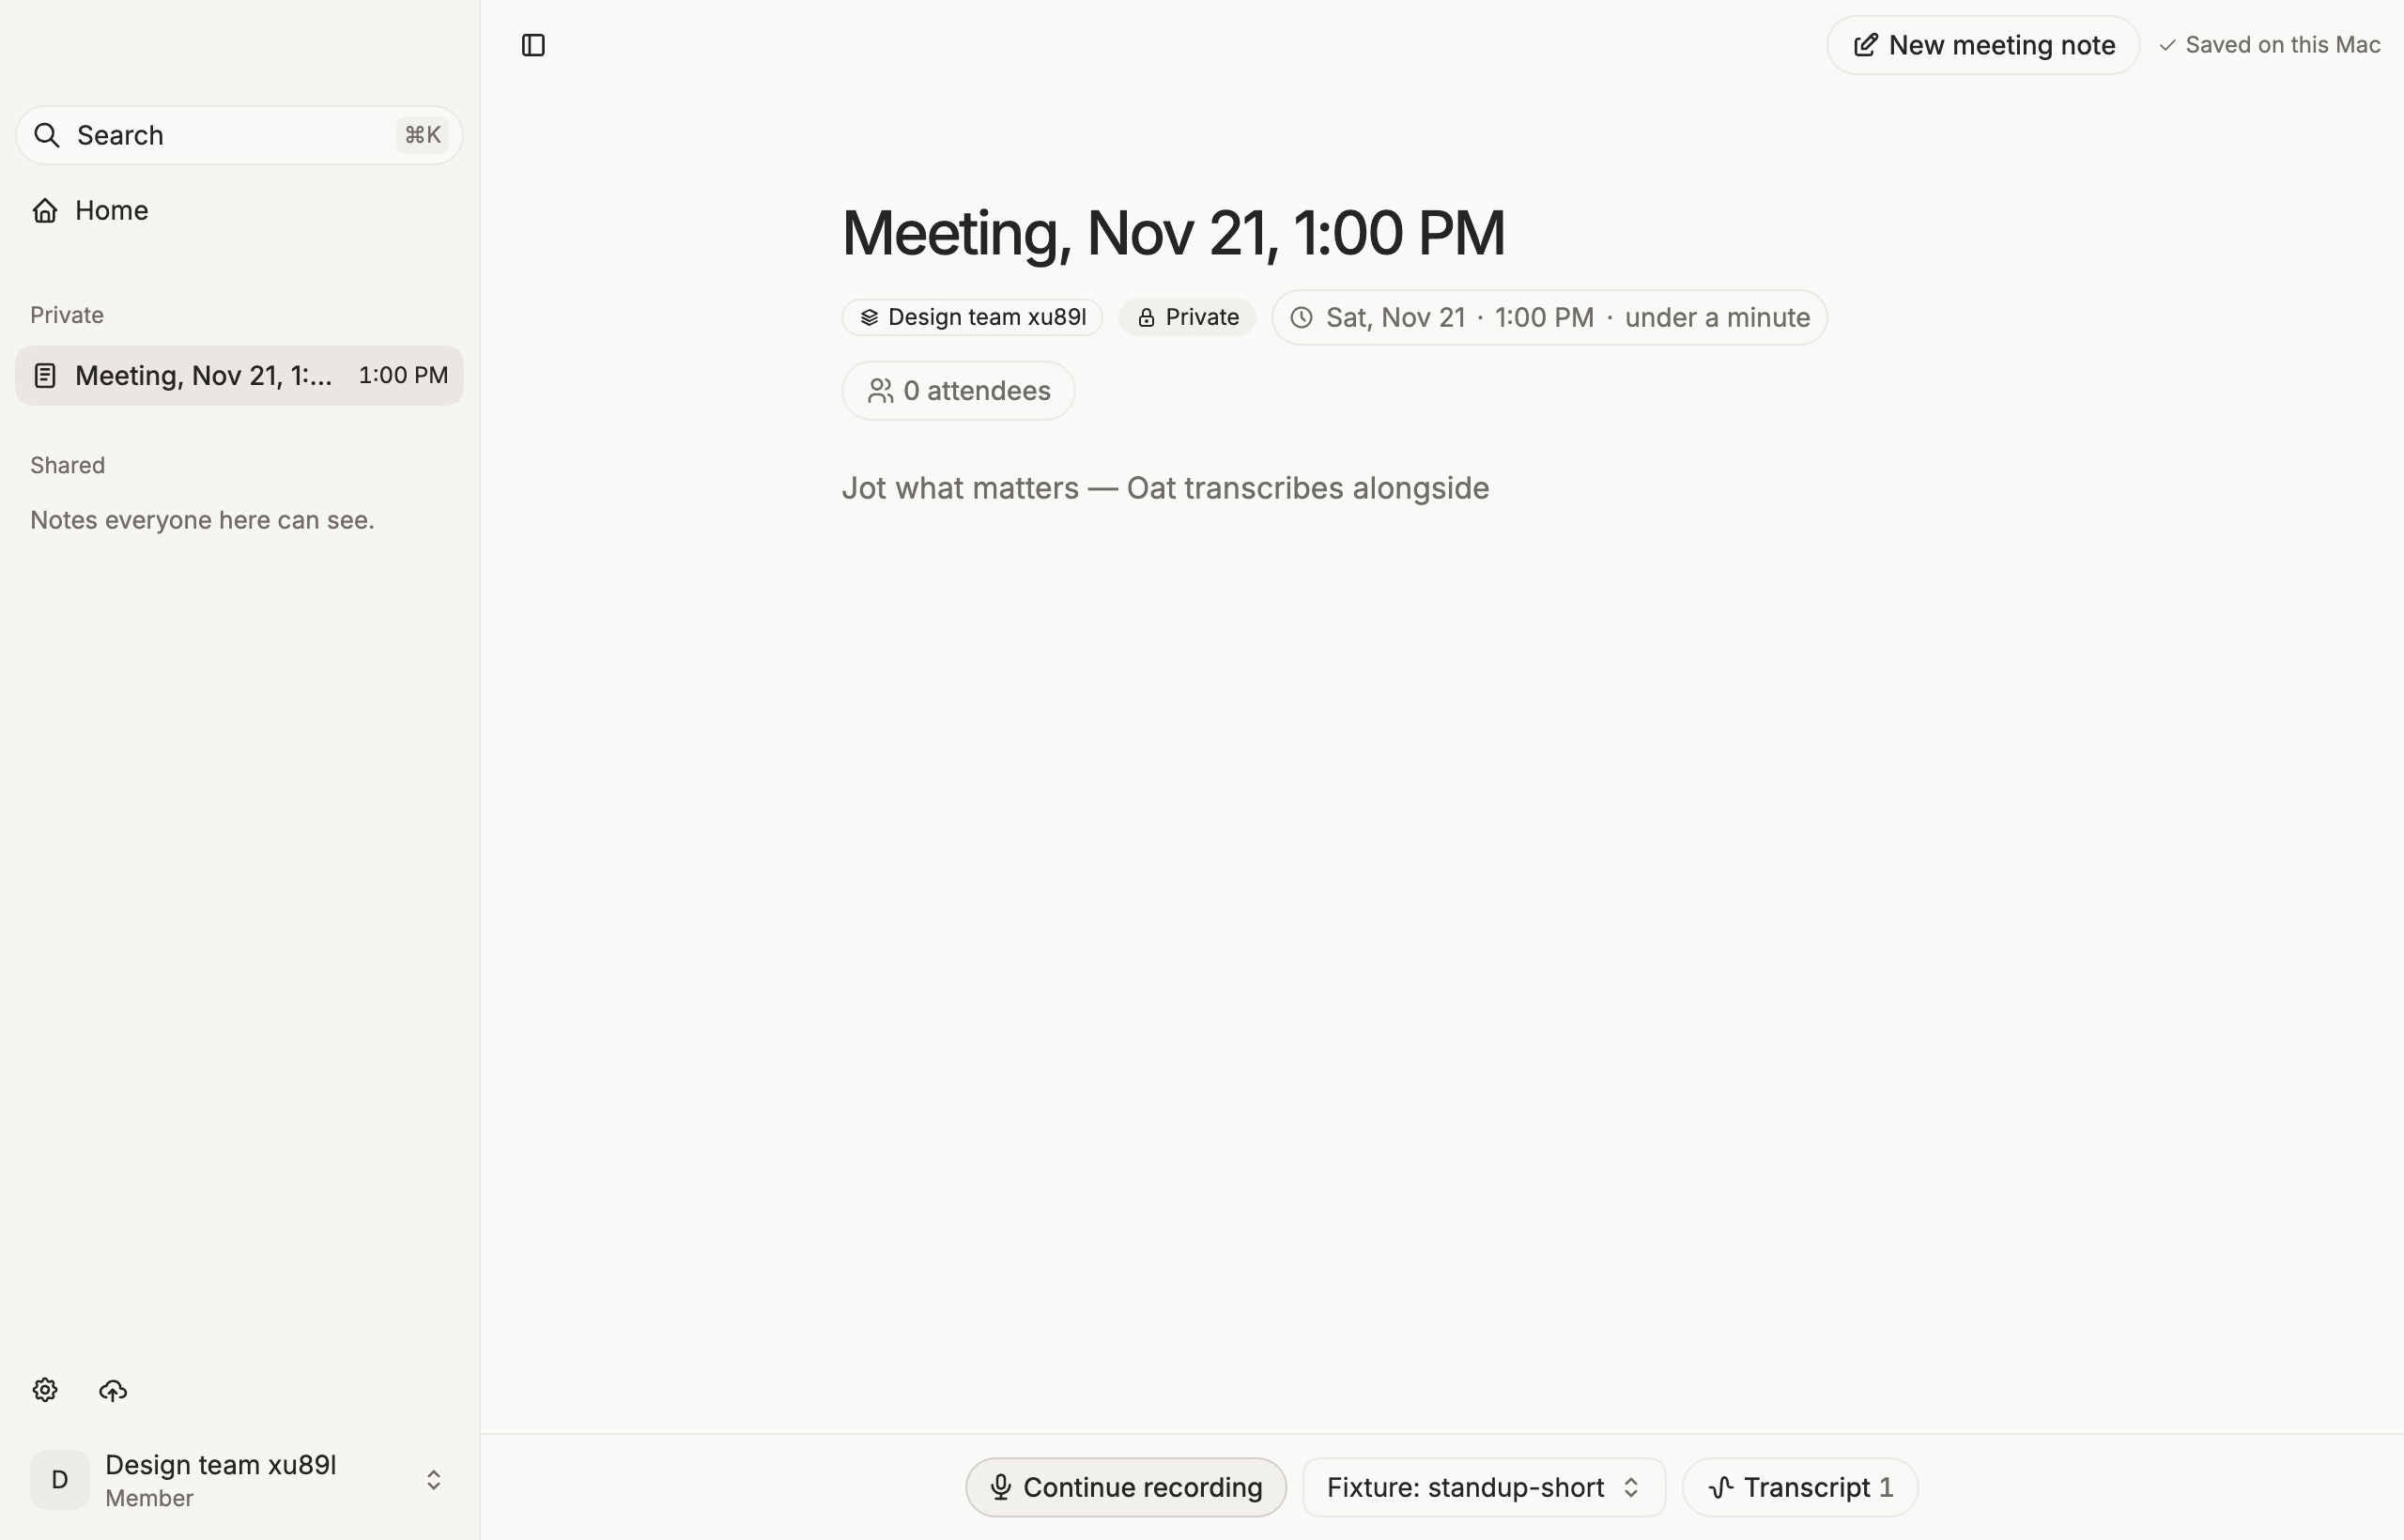 New meeting note
Saved on this Mac
Search ⌘K
Home
Private
Meeting, Nov 21, 1:... 1:00 PM
Shared
Notes everyone here can see.
Meeting, Nov 21, 1:00 PM
Design team xu89l Private Sat, Nov 21 · 1:00 PM · under a minute
0 attendees
Jot what matters — Oat transcribes alongside
D
Design team xu89l
Member
Continue recording
Fixture: standup-short
Transcript 1